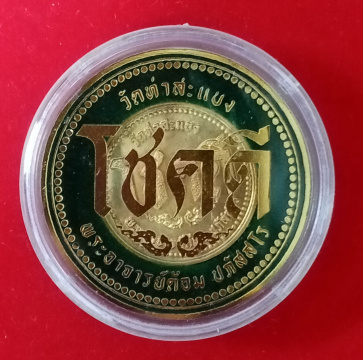 วัดท่าสะแบง
โชคดี
พระอาจารย์ต้อม ปภสฺสโร